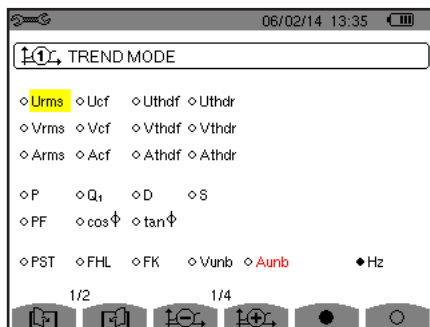 06/02/14 13:35
1 TREND MODE
Urms Ucf Uthdf Uthdr
Vrms Vcf Vthdf Vthdr
Arms Acf Athdf Athdr
P Q₁ D S
PF cosΦ tanΦ
PST FHL FK Vunb Aunb Hz
1/2 1/4